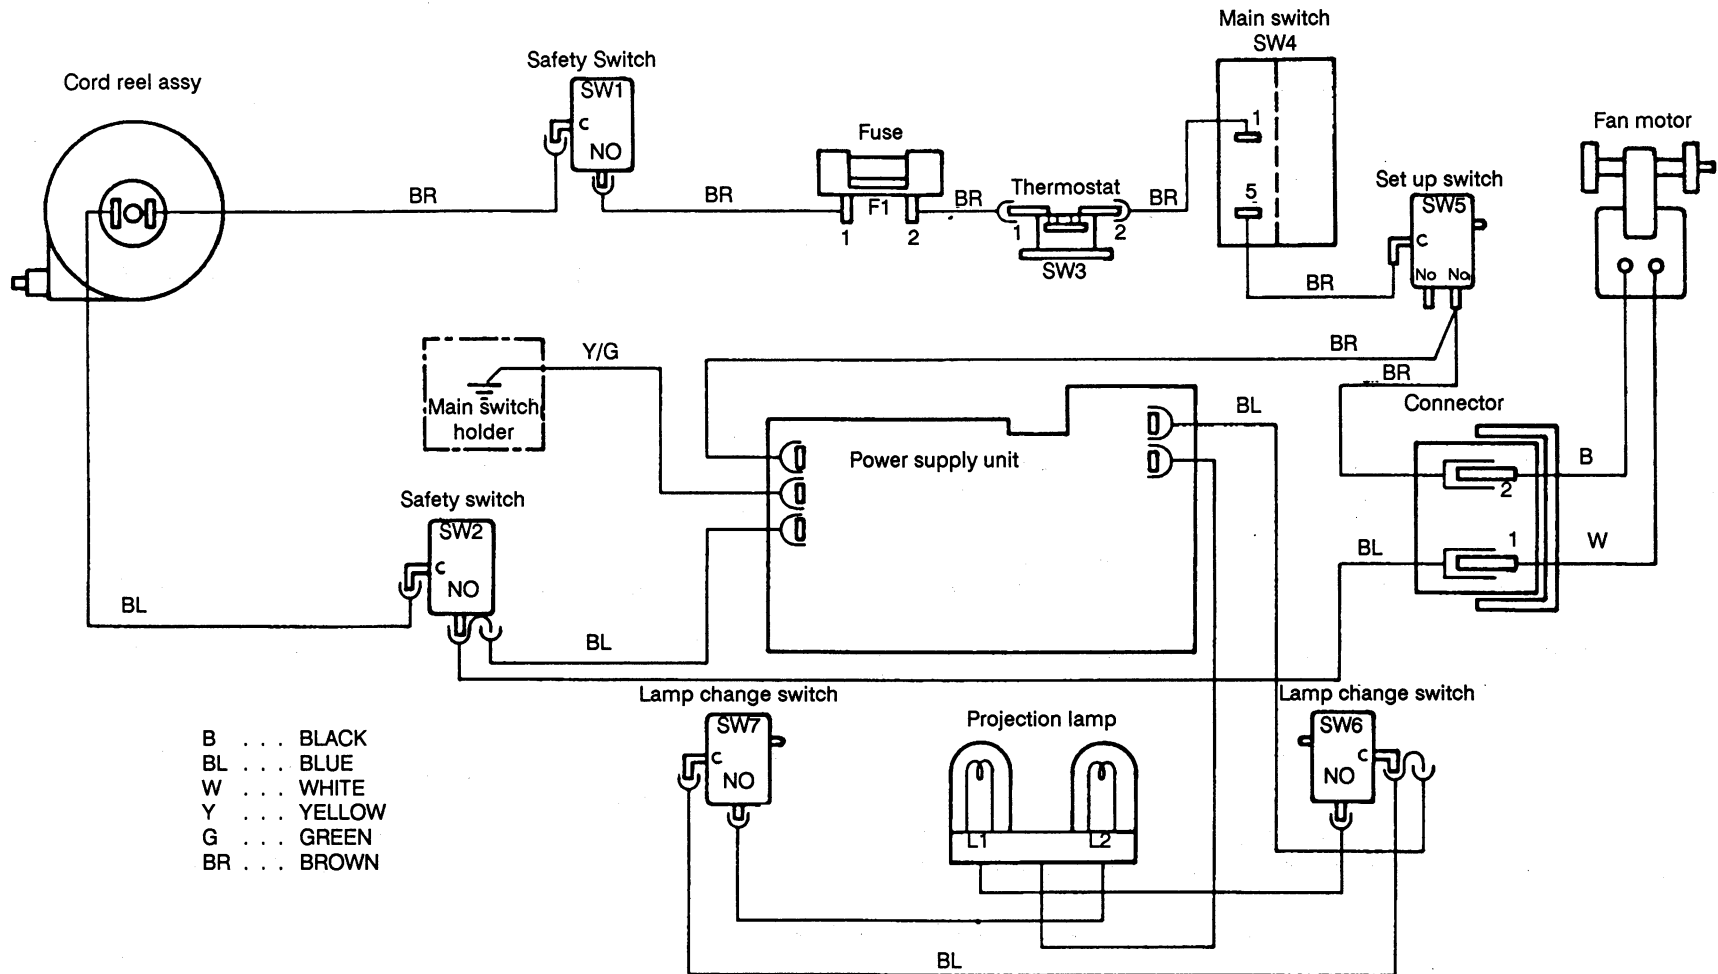 Main switch
SW4
Safety Switch
Cord reel assy
SW1
C
NO
Fuse
Fan motor
1
BR
BR
F1
1
2
BR
Thermostat
1
2
SW3
BR
5
Set up switch
SW5
C
No
No
BR
Y/G
BR
BR
Main switch
holder
Connector
BL
B
Power supply unit
2
Safety switch
SW2
C
NO
1
BL
W
BL
BL
Lamp change switch
Lamp change switch
SW7
C
NO
Projection lamp
SW6
C
NO
L1
L2
B ... BLACK
BL ... BLUE
W ... WHITE
Y ... YELLOW
G ... GREEN
BR ... BROWN
BL